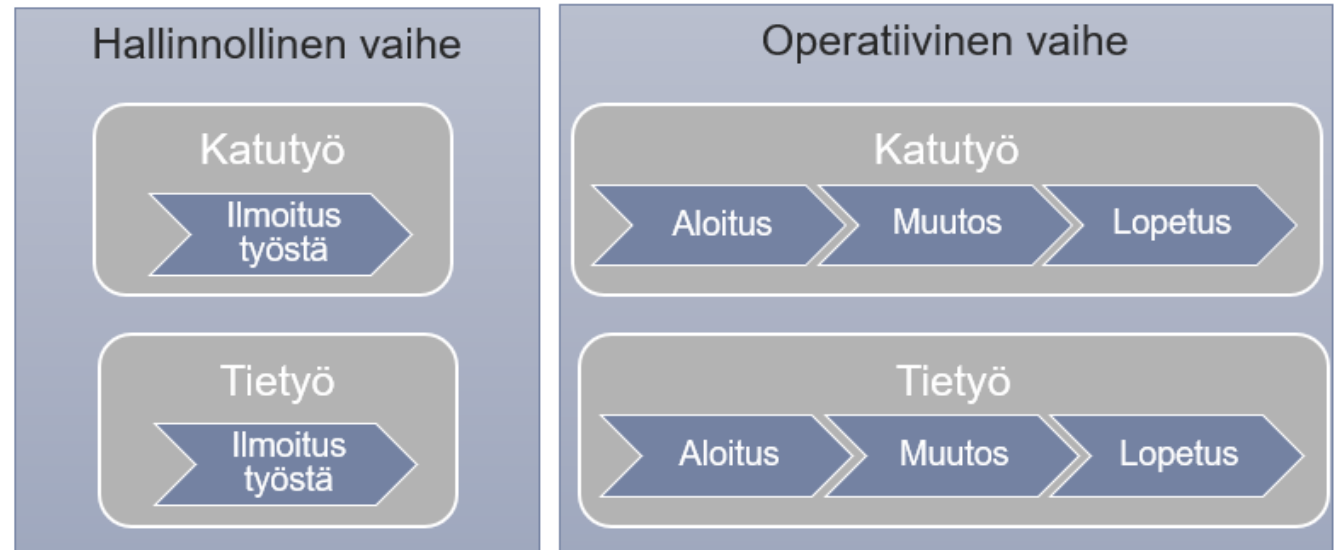 Hallinnollinen vaihe
Katutyö
Ilmoitus
työstä
Tietyö
Ilmoitus
työstä
Operatiivinen vaihe
Katutyö
Aloitus
Muutos
Lopetus
Tietyö
Aloitus
Muutos
Lopetus